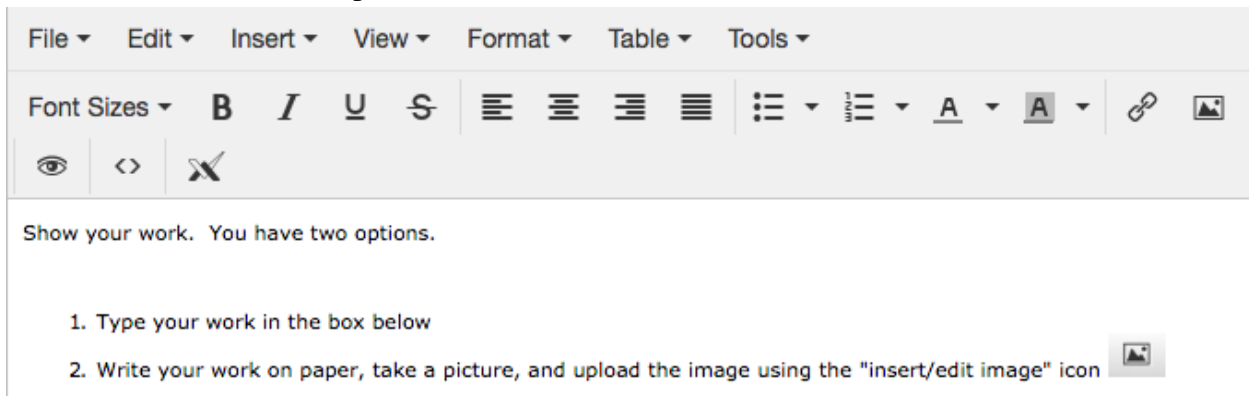 File Edit Insert View Format Table Tools
Font Sizes B I U S A A
Show your work. You have two options.
1. Type your work in the box below
2. Write your work on paper, take a picture, and upload the image using the "insert/edit image" icon